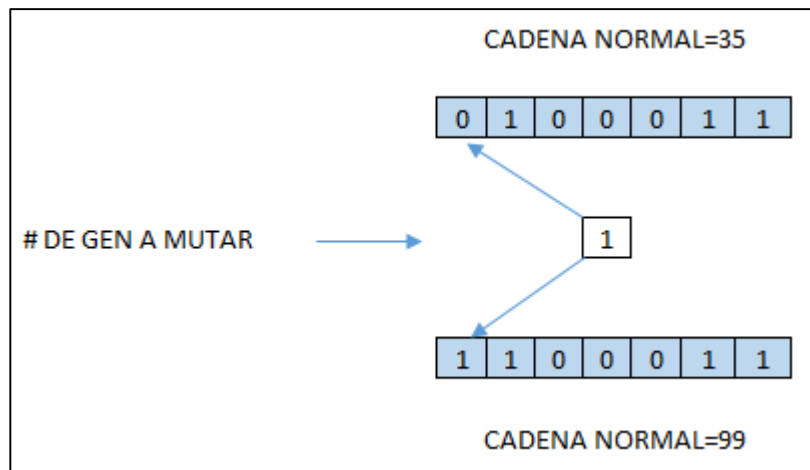 CADENA NORMAL=35
0 1 0 0 0 1 1
# DE GEN A MUTAR
1
1 1 0 0 0 1 1
CADENA NORMAL=99